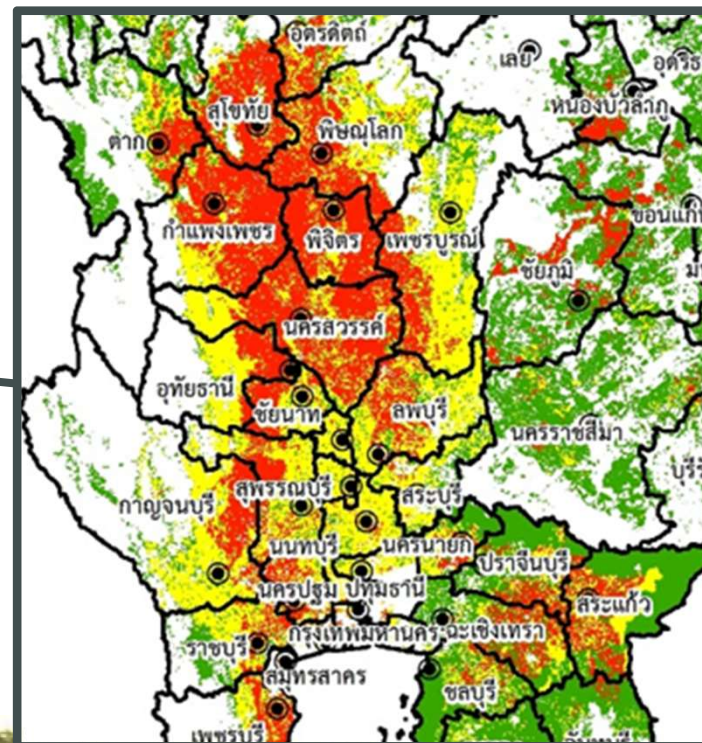 อุตรดิตถ์
เลย
อุดรธ
สุโขทัย
หนองบัวลำภู
ตาก
พิษณุโลก
กำแพงเพชร
พิจิตร
เพชรบูรณ์
ขอนแก่น
ชัยภูมิ
ม
นครสวรรค์
อุทัยธานี
ชัยนาท
ลพบุรี
นครราชสีมา
บุรีรั
กาญจนบุรี
สุพรรณบุรี
สระบุรี
นนทบุรี
นครนายก
ปราจีนบุรี
นครปฐม
ปทุมธานี
สระแก้ว
กรุงเทพมหานคร
ฉะเชิงเทรา
ราชบุรี
สมุทรสาคร
ชลบุรี
เพชรบุรี
จันทบุรี